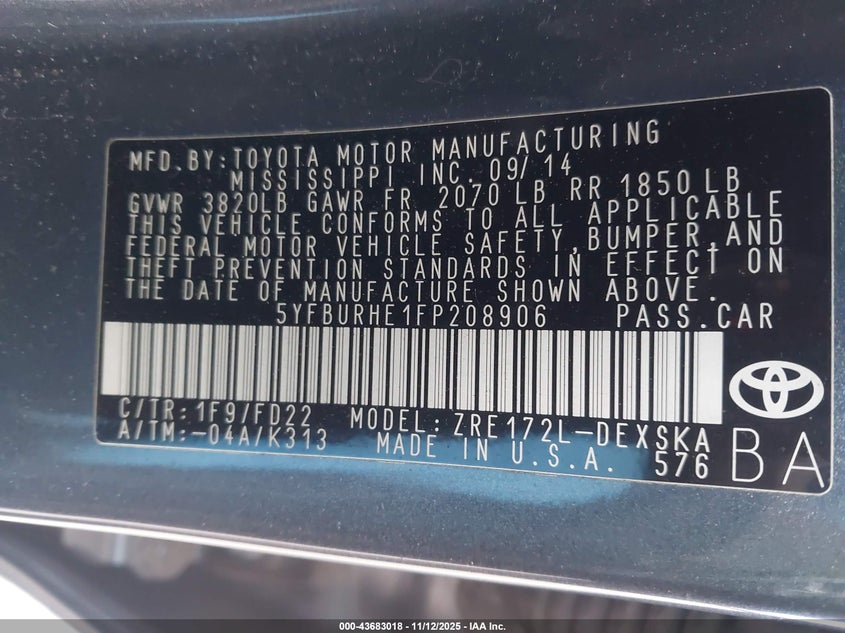 MFD.BY:TOYOTA MOTOR MANUFACTURING
MISSISSIPPI INC. 09/14
GVWR 3820LB GAWR FR 2070 LB RR 1850LB
THIS VEHICLE CONFORMS TO ALL APPLICABLE
FEDERAL MOTOR VEHICLE SAFETY,BUMPER,AND
THEFT PREVENTION STANDARDS IN EFFECT ON
THE DATE OF MANUFACTURE SHOWN ABOVE.
5YFBURHE1FP208906 PASS.CAR
C/TR:1F9/FD22 MODEL:ZRE172L-DEXSKA
A/TM:-04A/K313 MADE IN U.S.A. 576 BA
000-43683018 - 11/12/2025 - IAA Inc.